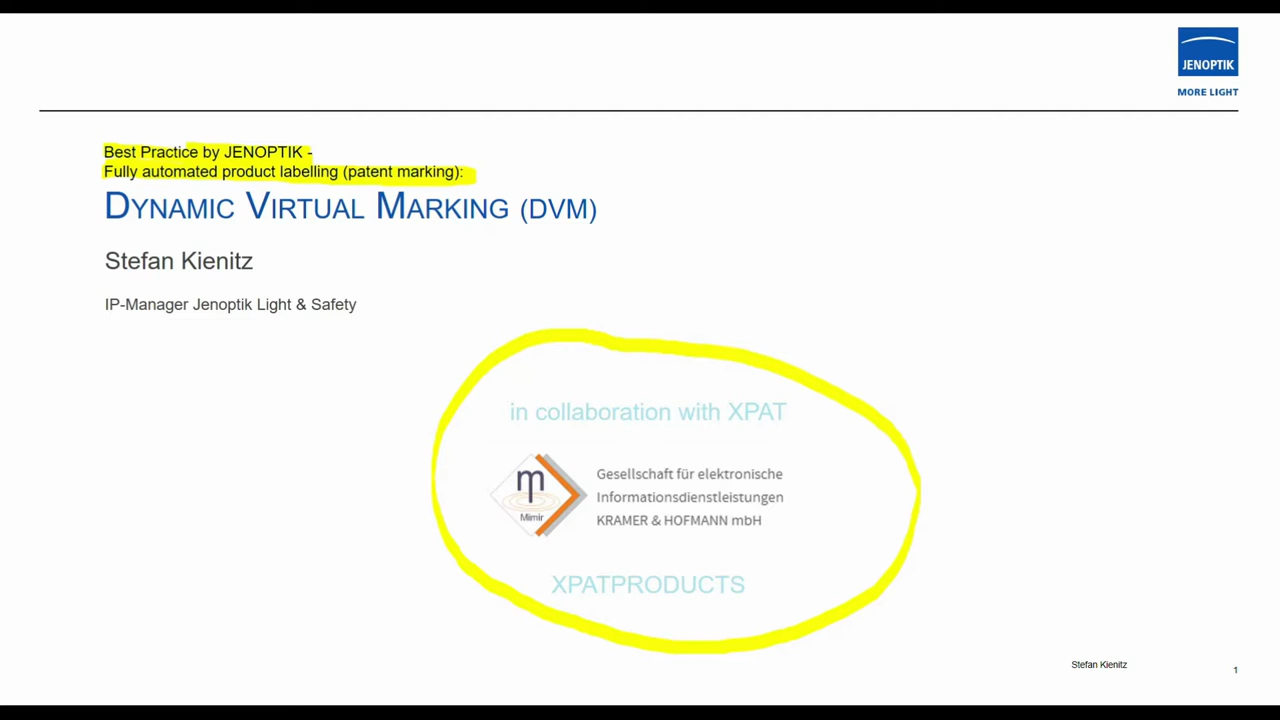 JENOPTIK
MORE LIGHT
Best Practice by JENOPTIK -
Fully automated product labelling (patent marking):
DYNAMIC VIRTUAL MARKING (DVM)
Stefan Kienitz
IP-Manager Jenoptik Light & Safety
in collaboration with XPAT
m
Mimir
Gesellschaft für elektronische
Informationsdienstleistungen
KRAMER & HOFMANN mbH
XPATPRODUCTS
Stefan Kienitz
1